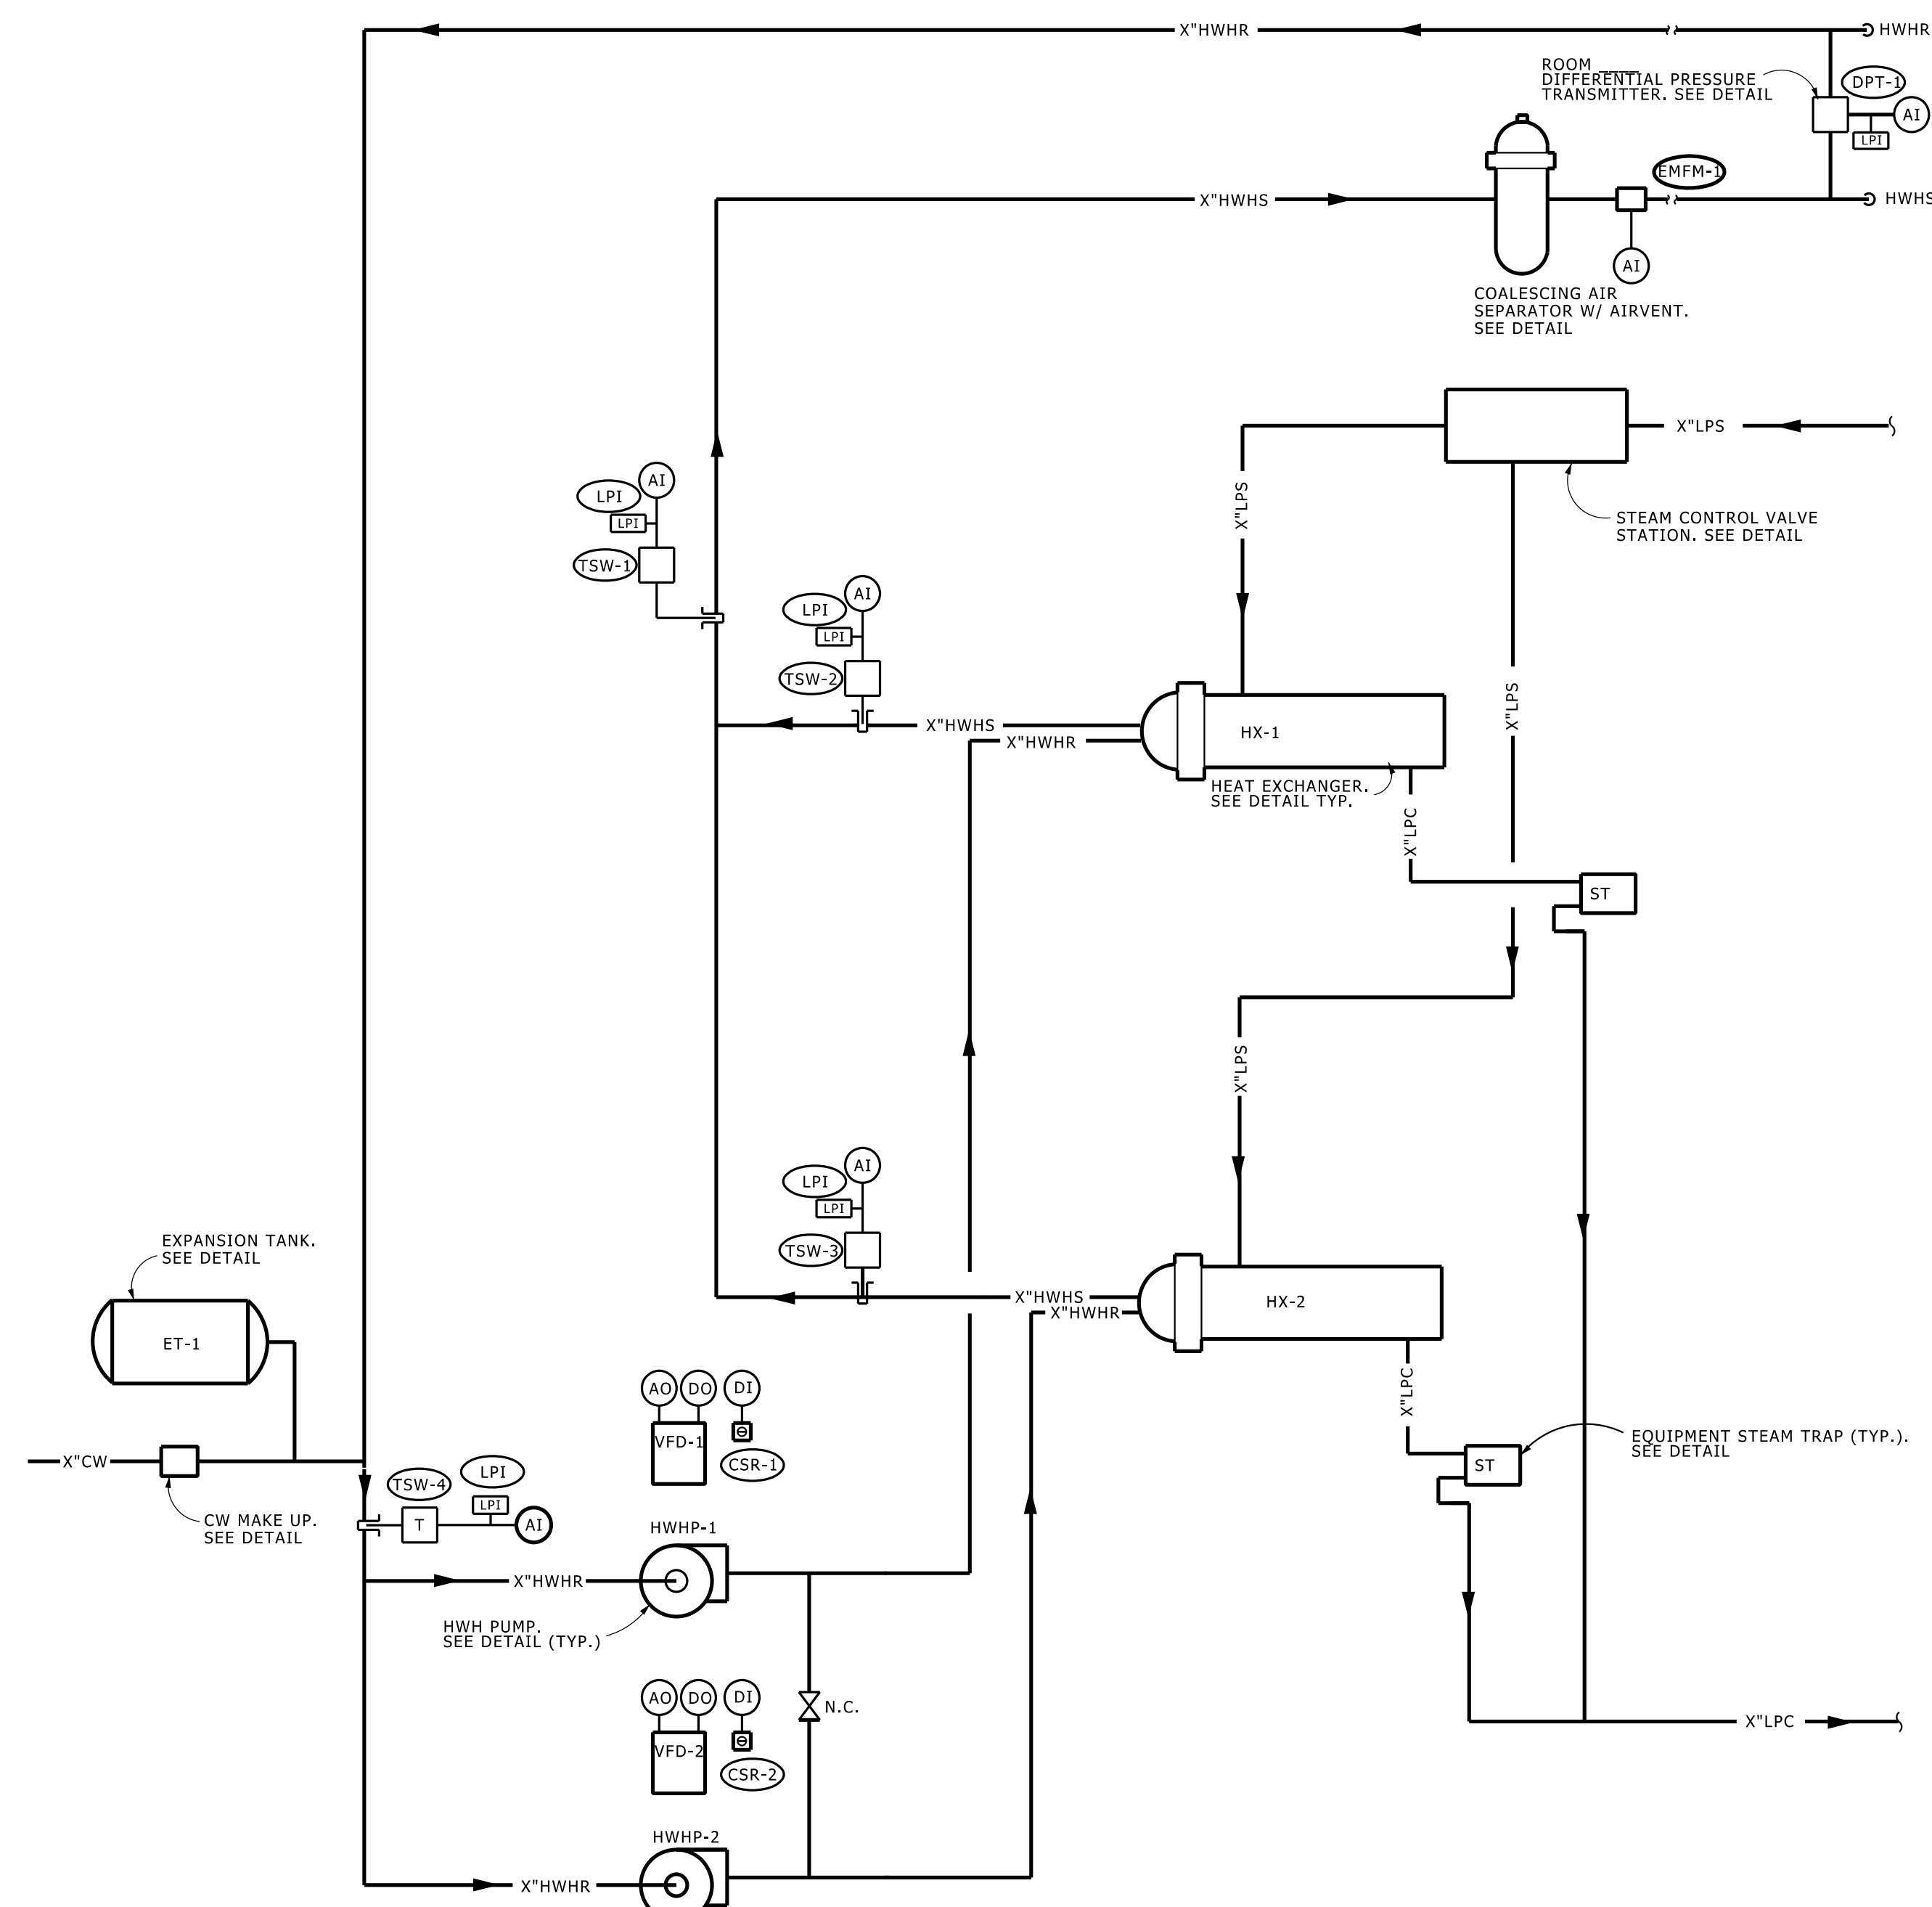 X"HWHR
HWHR
ROOM ____
DIFFERENTIAL PRESSURE
TRANSMITTER. SEE DETAIL
DPT-1
AI
LPI
EMFM-1
X"HWHS
HWHS
AI
COALESCING AIR
SEPARATOR W/ AIRVENT.
SEE DETAIL
X"LPS
X"LPS
STEAM CONTROL VALVE
STATION. SEE DETAIL
AI
LPI
LPI
TSW-1
AI
LPI
LPI
TSW-2
X"HWHS
X"HWHR
HX-1
X"LPS
HEAT EXCHANGER.
SEE DETAIL TYP.
X"LPC
ST
X"LPS
AI
LPI
LPI
TSW-3
X"HWHS
X"HWHR
HX-2
EXPANSION TANK.
SEE DETAIL
ET-1
X"LPC
AO
DO
DI
VFD-1
CSR-1
EQUIPMENT STEAM TRAP (TYP.).
SEE DETAIL
ST
X"CW
CW MAKE UP.
SEE DETAIL
TSW-4
LPI
LPI
T
AI
HWHP-1
X"HWHR
HWH PUMP.
SEE DETAIL (TYP.)
AO
DO
DI
N.C.
VFD-2
CSR-2
X"LPC
HWHP-2
X"HWHR